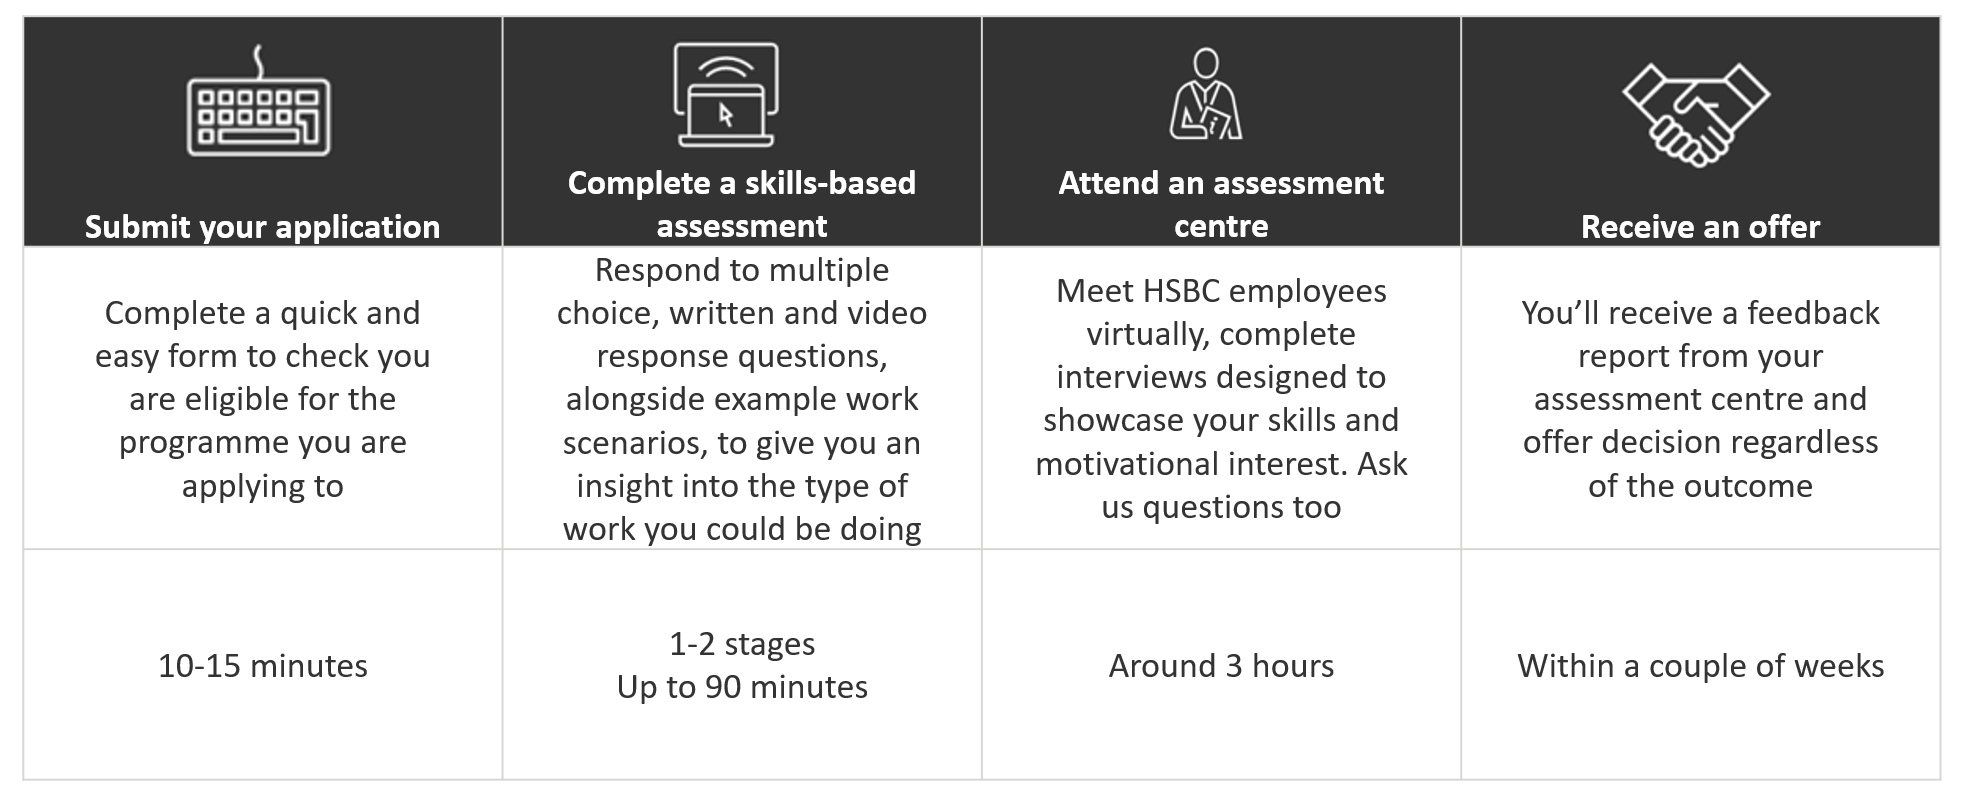 Submit your application
Complete a skills-based
assessment
Attend an assessment
centre
Receive an offer
Complete a quick and
easy form to check you
are eligible for the
programme you are
applying to
Respond to multiple
choice, written and video
response questions,
alongside example work
scenarios, to give you an
insight into the type of
work you could be doing
Meet HSBC employees
virtually, complete
interviews designed to
showcase your skills and
motivational interest. Ask
us questions too
You’ll receive a feedback
report from your
assessment centre and
offer decision regardless
of the outcome
10-15 minutes
1-2 stages
Up to 90 minutes
Around 3 hours
Within a couple of weeks